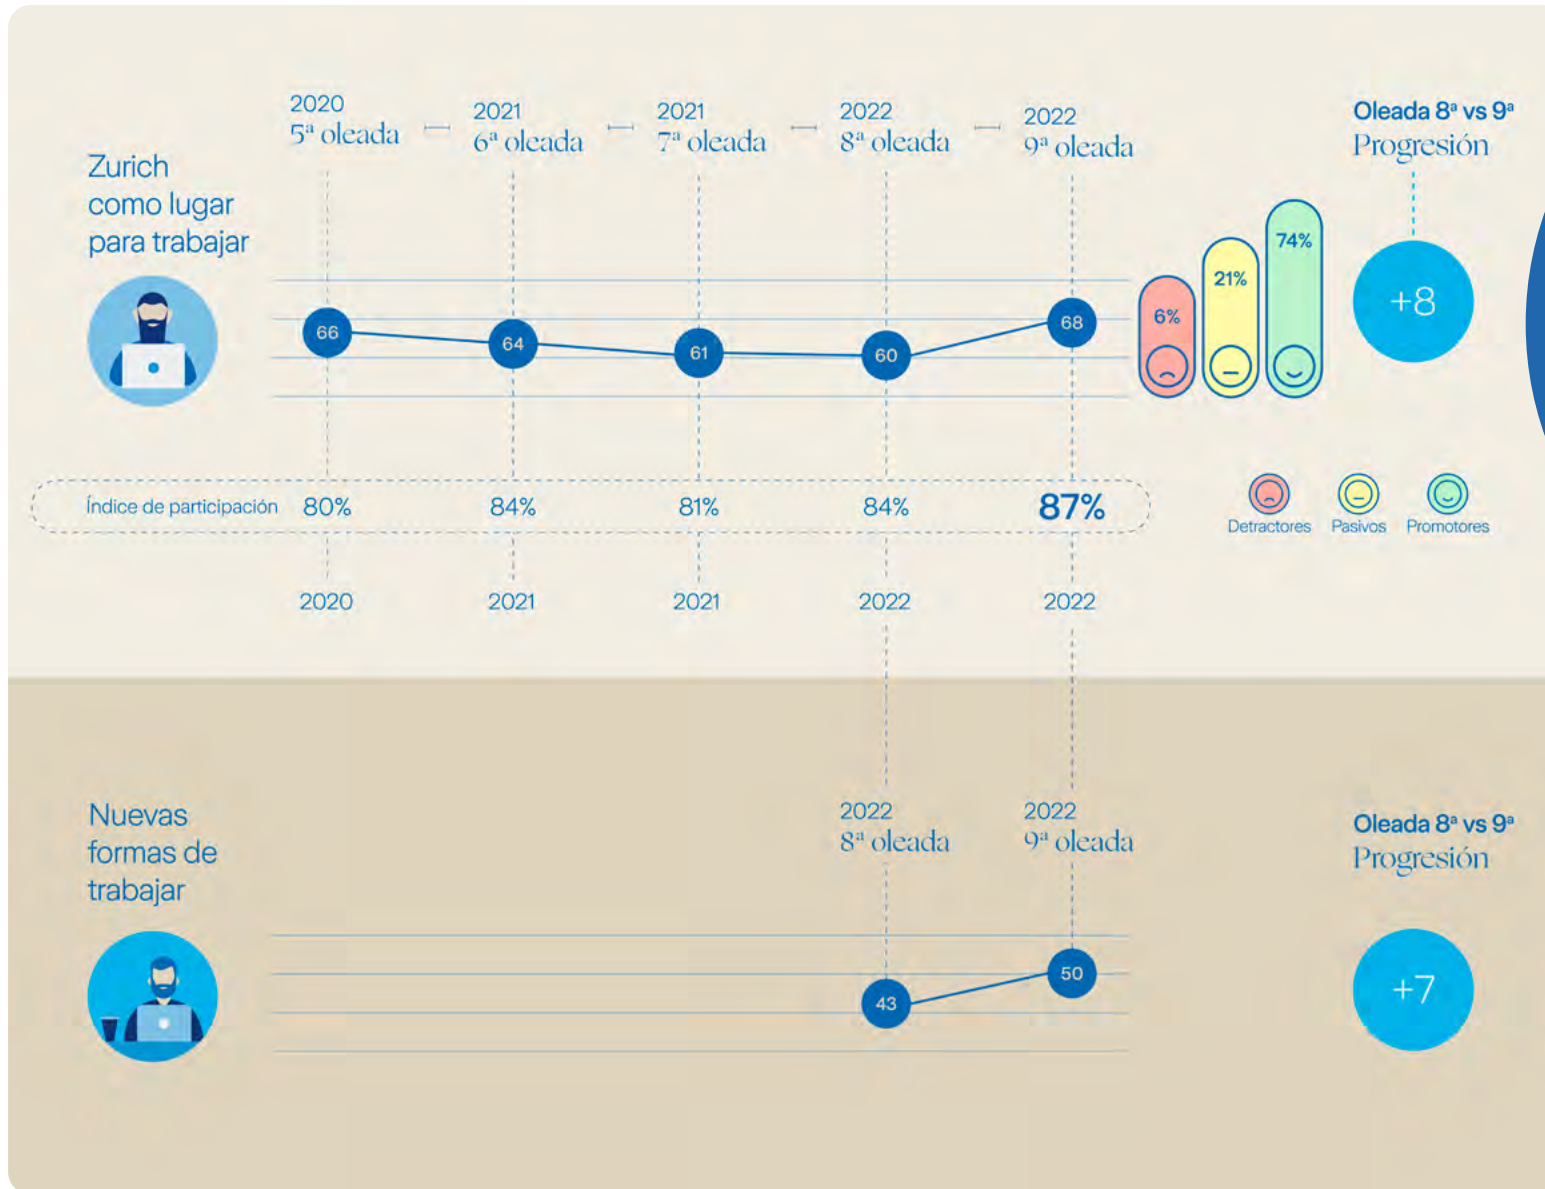 2020
5ª oleada
2021
6ª oleada
2021
7ª oleada
2022
8ª oleada
2022
9ª oleada
Oleada 8ª vs 9ª
Progresión
Zurich
como lugar
para trabajar
66
64
61
60
68
6%
21%
74%
+8
Índice de participación
80%
84%
81%
84%
87%
Detractores
Pasivos
Promotores
2020
2021
2021
2022
2022
Nuevas
formas de
trabajar
2022
8ª oleada
2022
9ª oleada
Oleada 8ª vs 9ª
Progresión
43
50
+7